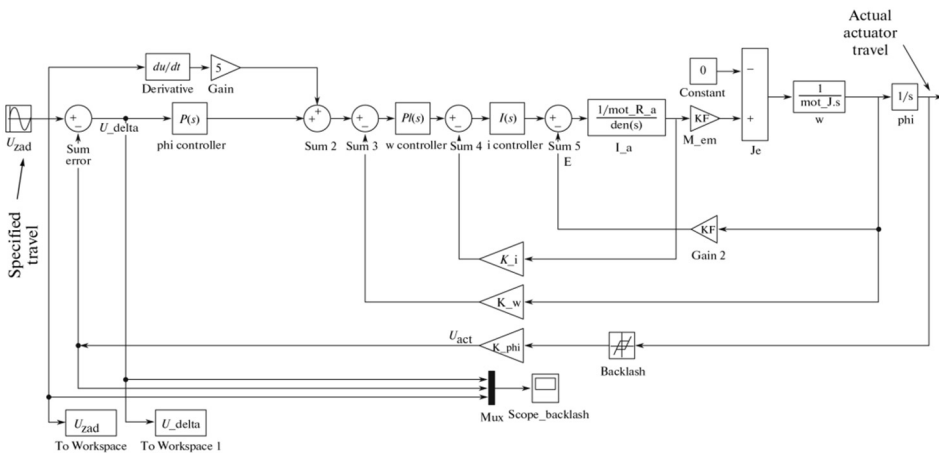 Actual
actuator
travel
du/dt
Derivative
5
Gain
0
Constant
−
+
Je
1
mot_J.s
w
1/s
phi
U_zad
+
−
Sum
error
U_delta
P(s)
phi controller
+
+
Sum 2
+
−
Sum 3
PI(s)
w controller
+
−
Sum 4
I(s)
i controller
+
−
Sum 5
E
1/mot_R_a
den(s)
I_a
KF
M_em
Specified
travel
KF
Gain 2
K_i
K_w
U_act
K_phi
Backlash
Mux
Scope_backlash
U_zad
To Workspace
U_delta
To Workspace 1